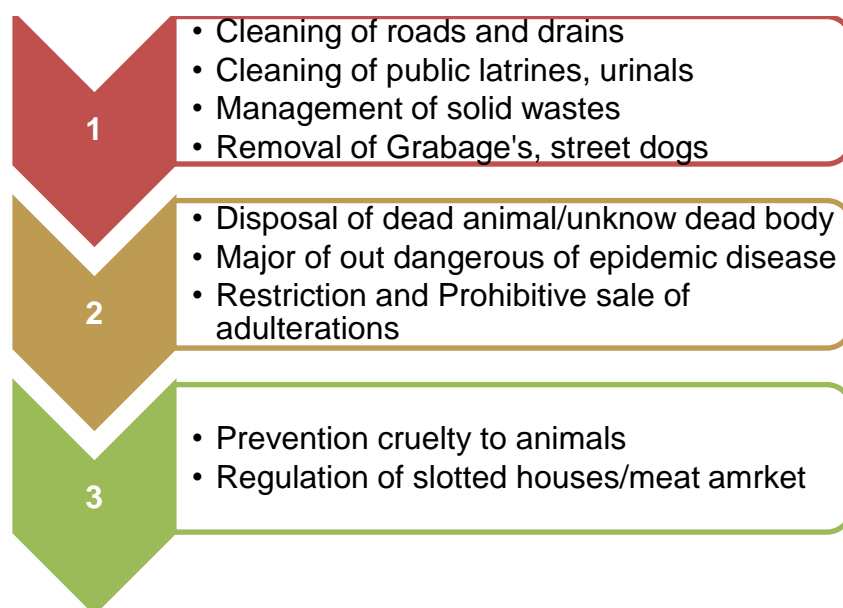 1
• Cleaning of roads and drains
• Cleaning of public latrines, urinals
• Management of solid wastes
• Removal of Grabage's, street dogs
2
• Disposal of dead animal/unknow dead body
• Major of out dangerous of epidemic disease
• Restriction and Prohibitive sale of
adulterations
3
• Prevention cruelty to animals
• Regulation of slotted houses/meat amrket